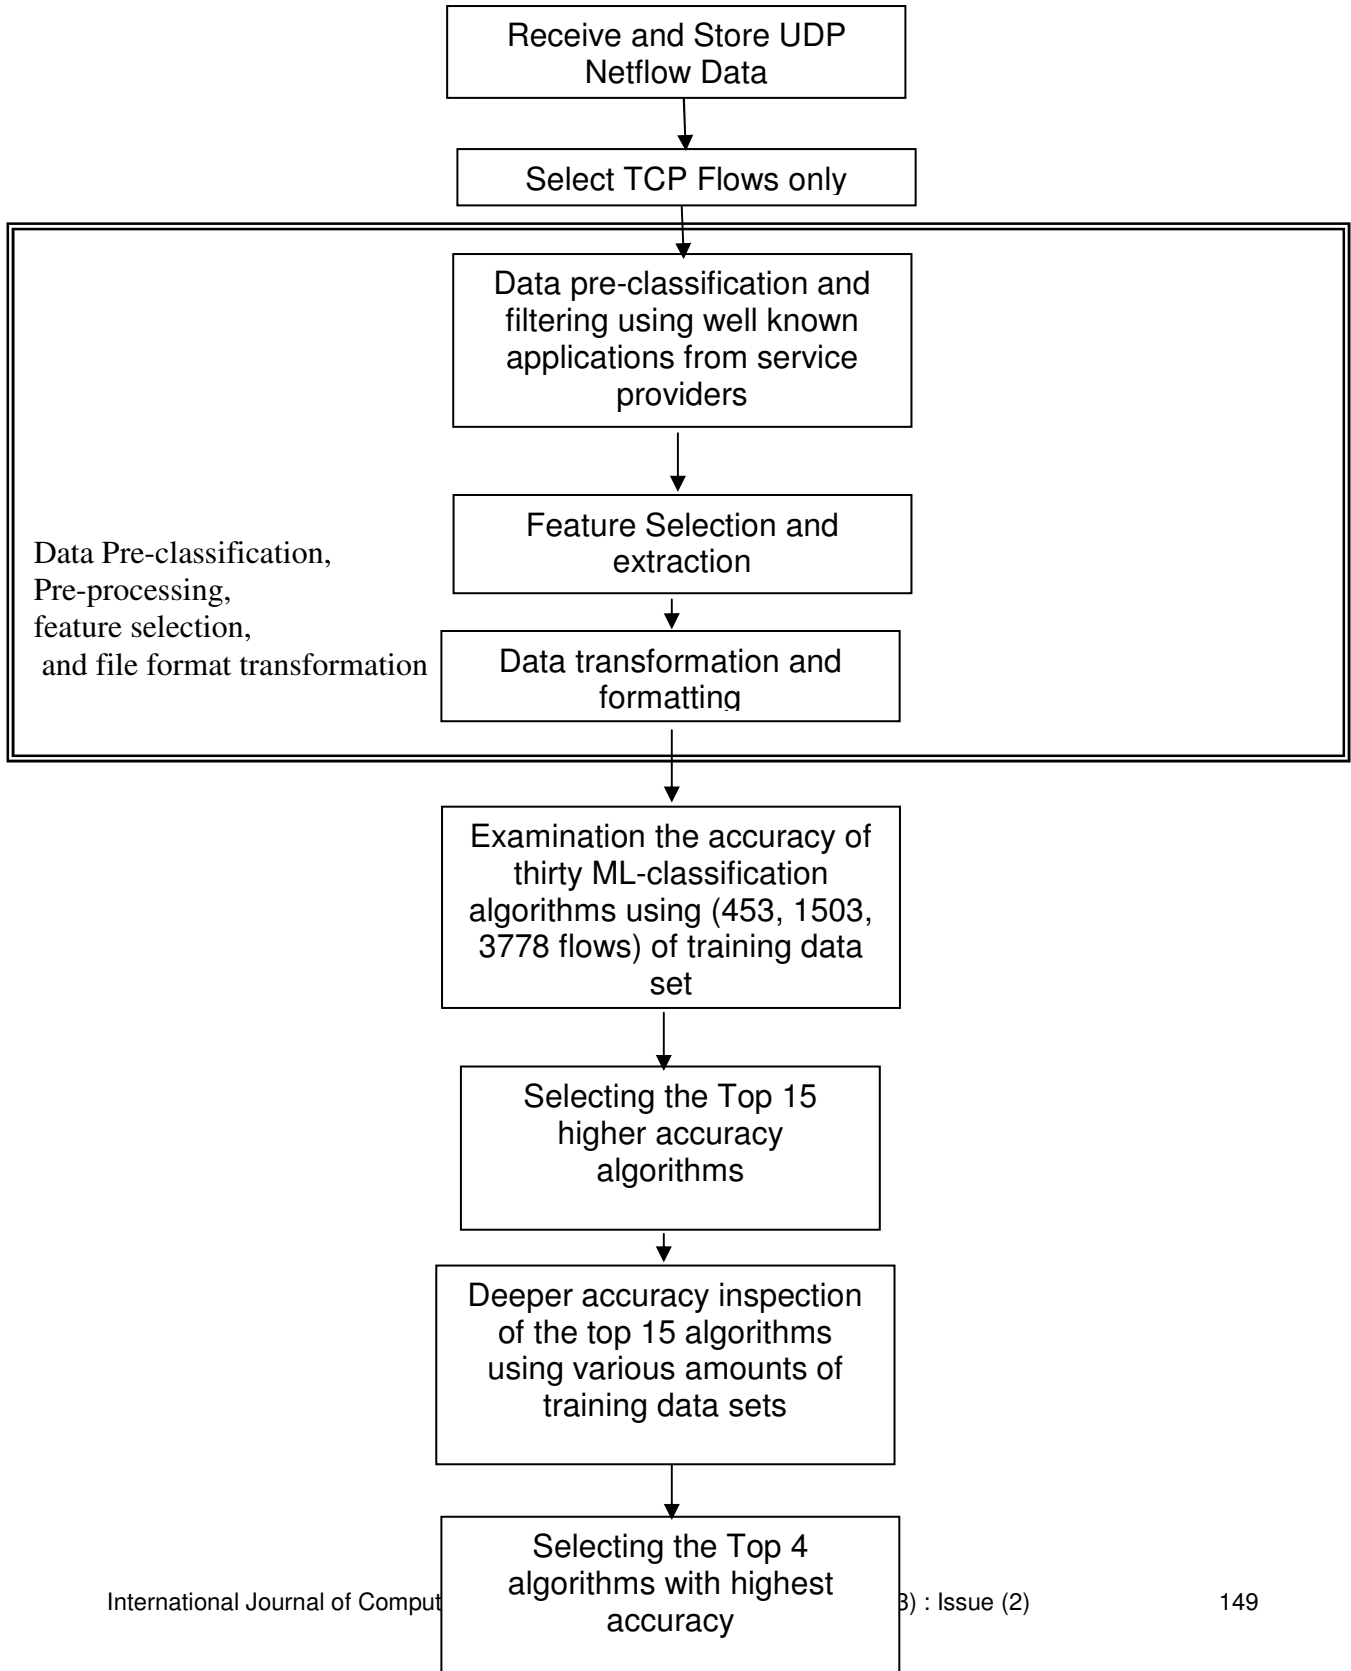 Receive and Store UDP
Netflow Data
Select TCP Flows only
Data pre-classification and
filtering using well known
applications from service
providers
Feature Selection and
extraction
Data Pre-classification,
Pre-processing,
feature selection,
and file format transformation
Data transformation and
formatting
Examination the accuracy of
thirty ML-classification
algorithms using (453, 1503,
3778 flows) of training data
set
Selecting the Top 15
higher accuracy
algorithms
Deeper accuracy inspection
of the top 15 algorithms
using various amounts of
training data sets
Selecting the Top 4
algorithms with highest
accuracy
International Journal of Comput 3) : Issue (2) 149